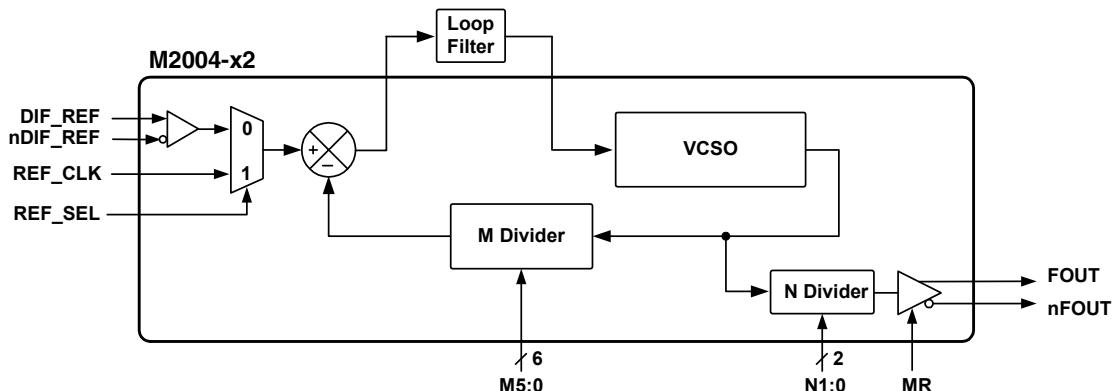 Loop
Filter
M2004-x2
DIF_REF
nDIF_REF
0
+
VCSO
REF_CLK
1
–
REF_SEL
M Divider
N Divider
FOUT
nFOUT
6
2
M5:0
N1:0
MR